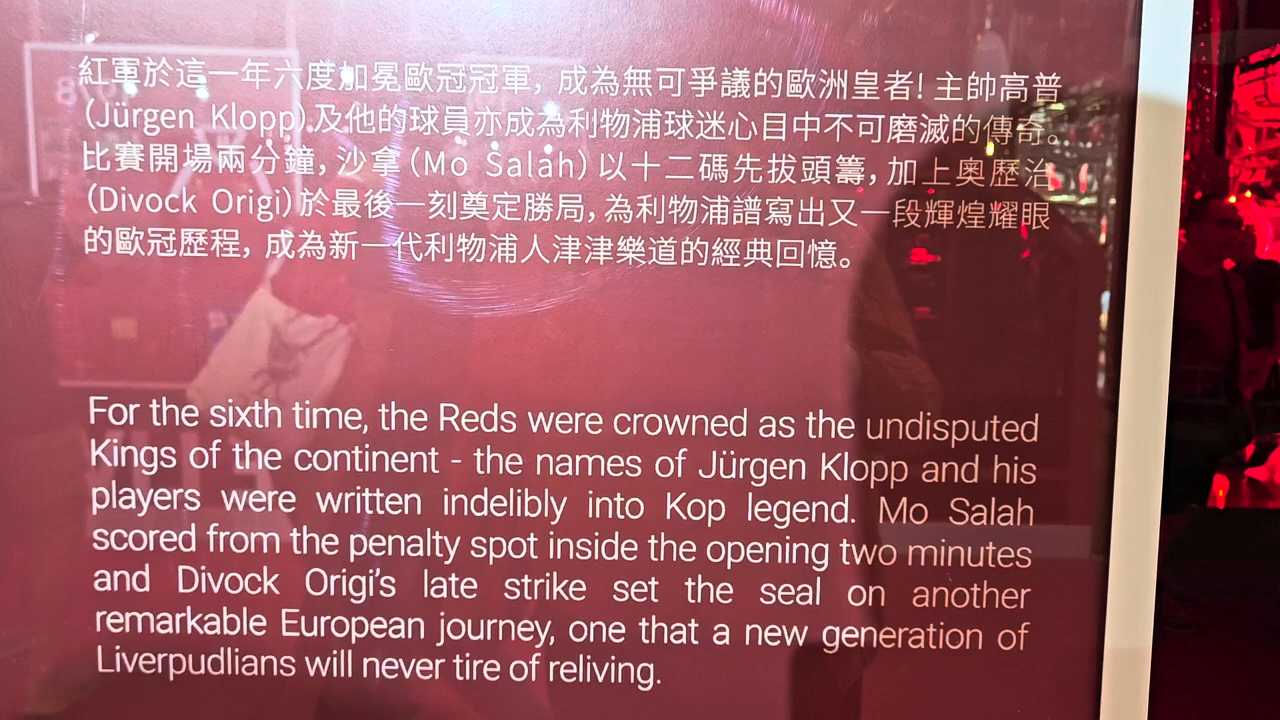 紅軍於這一年六度加冕歐冠冠軍，成為無可爭議的歐洲皇者！主帥高普
（Jürgen Klopp）及他的球員亦成為利物浦球迷心目中不可磨滅的傳奇。
比賽開場兩分鐘，沙拿（Mo Salah）以十二碼先拔頭籌，加上奧歷治
（Divock Origi）於最後一刻奠定勝局，為利物浦譜寫出又一段輝煌耀眼
的歐冠歷程，成為新一代利物浦人津津樂道的經典回憶。
For the sixth time, the Reds were crowned as the undisputed
Kings of the continent - the names of Jürgen Klopp and his
players were written indelibly into Kop legend. Mo Salah
scored from the penalty spot inside the opening two minutes
and Divock Origi’s late strike set the seal on another
remarkable European journey, one that a new generation of
Liverpudlians will never tire of reliving.